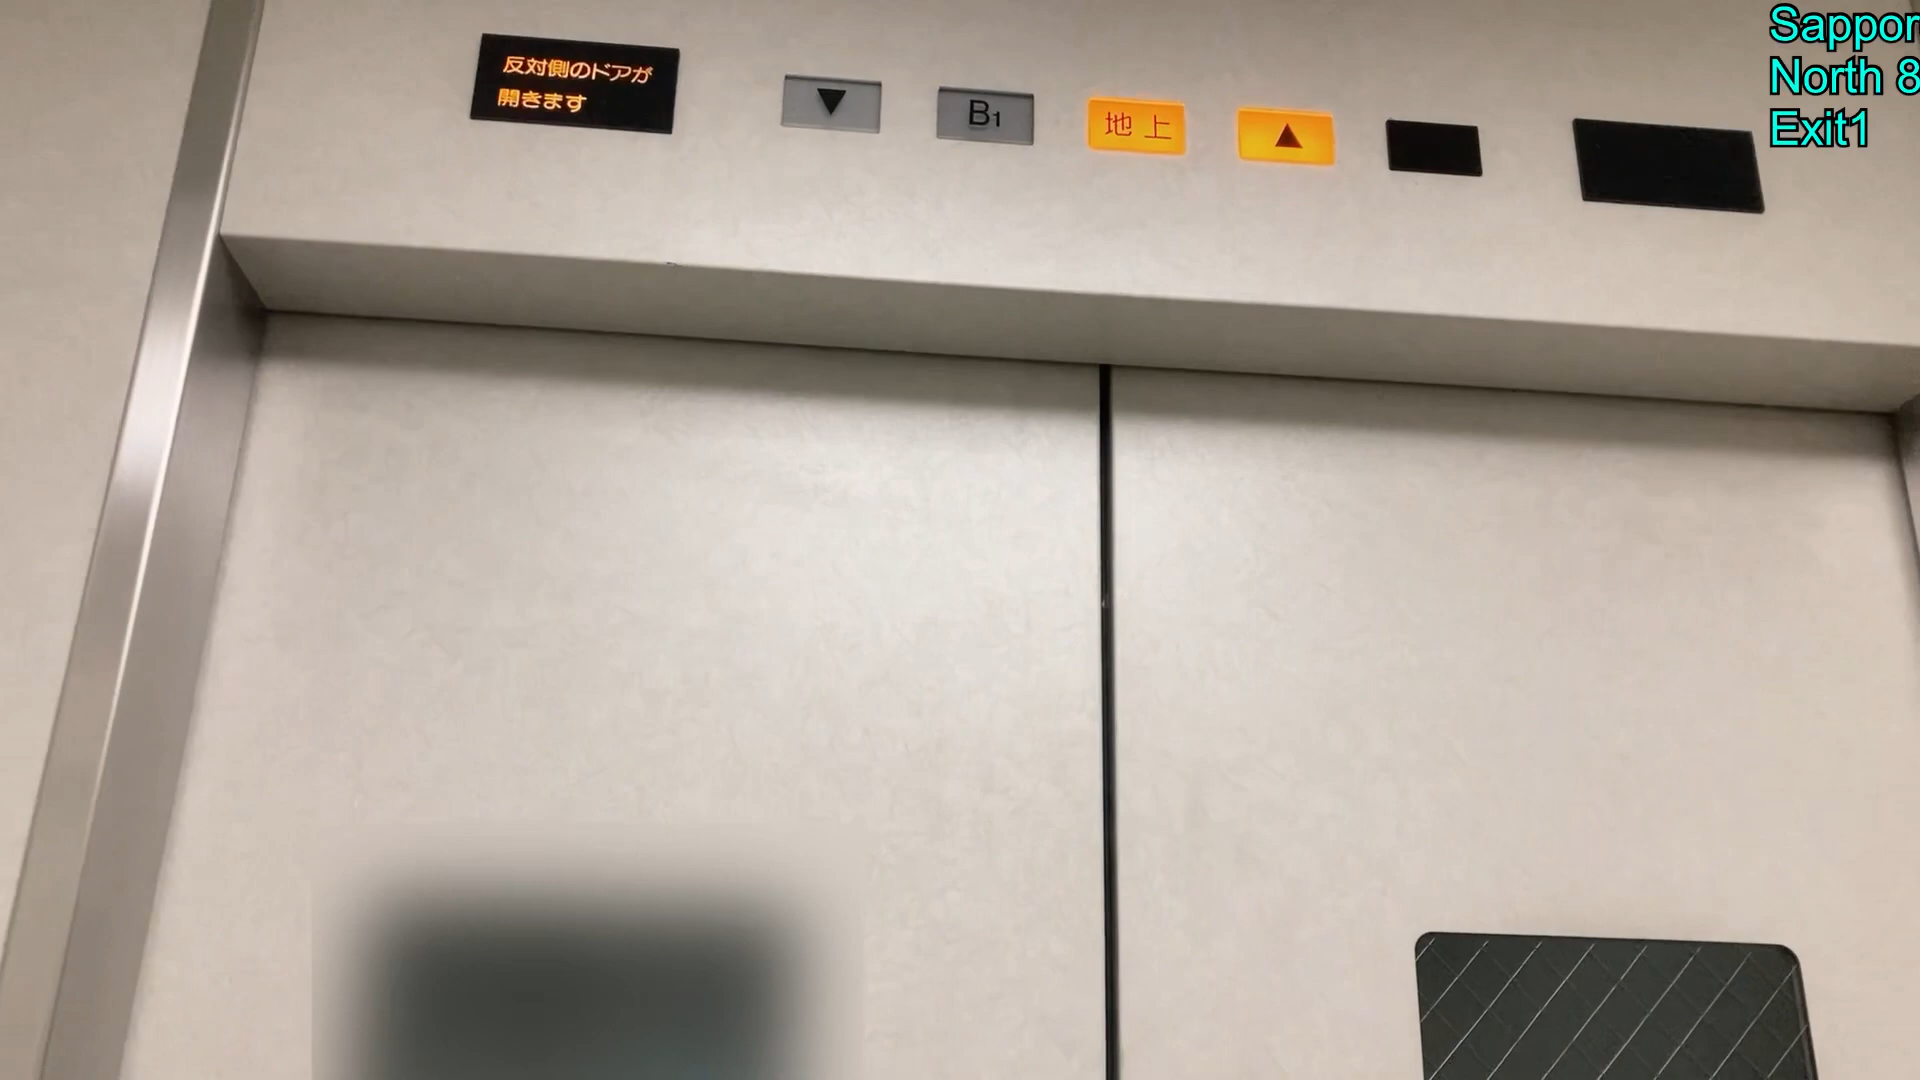 反対側のドアが
開きます
▼
B1
地上
▲
Sappor
North 8
Exit1